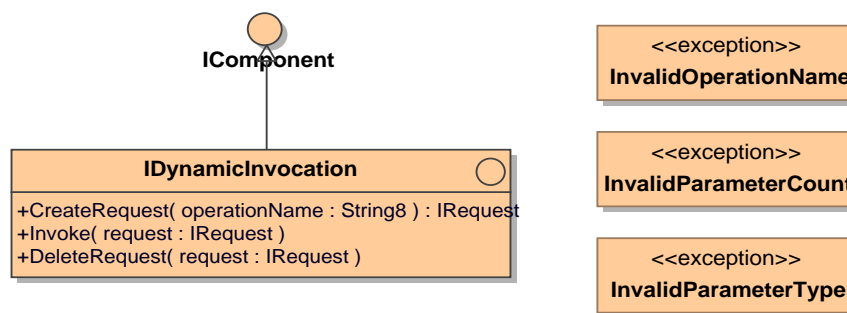 IComponent
<<exception>>
InvalidOperationName
<<exception>>
InvalidParameterCount
IDynamicInvocation
+CreateRequest( operationName : String8 ) : IRequest
+Invoke( request : IRequest )
+DeleteRequest( request : IRequest )
<<exception>>
InvalidParameterType